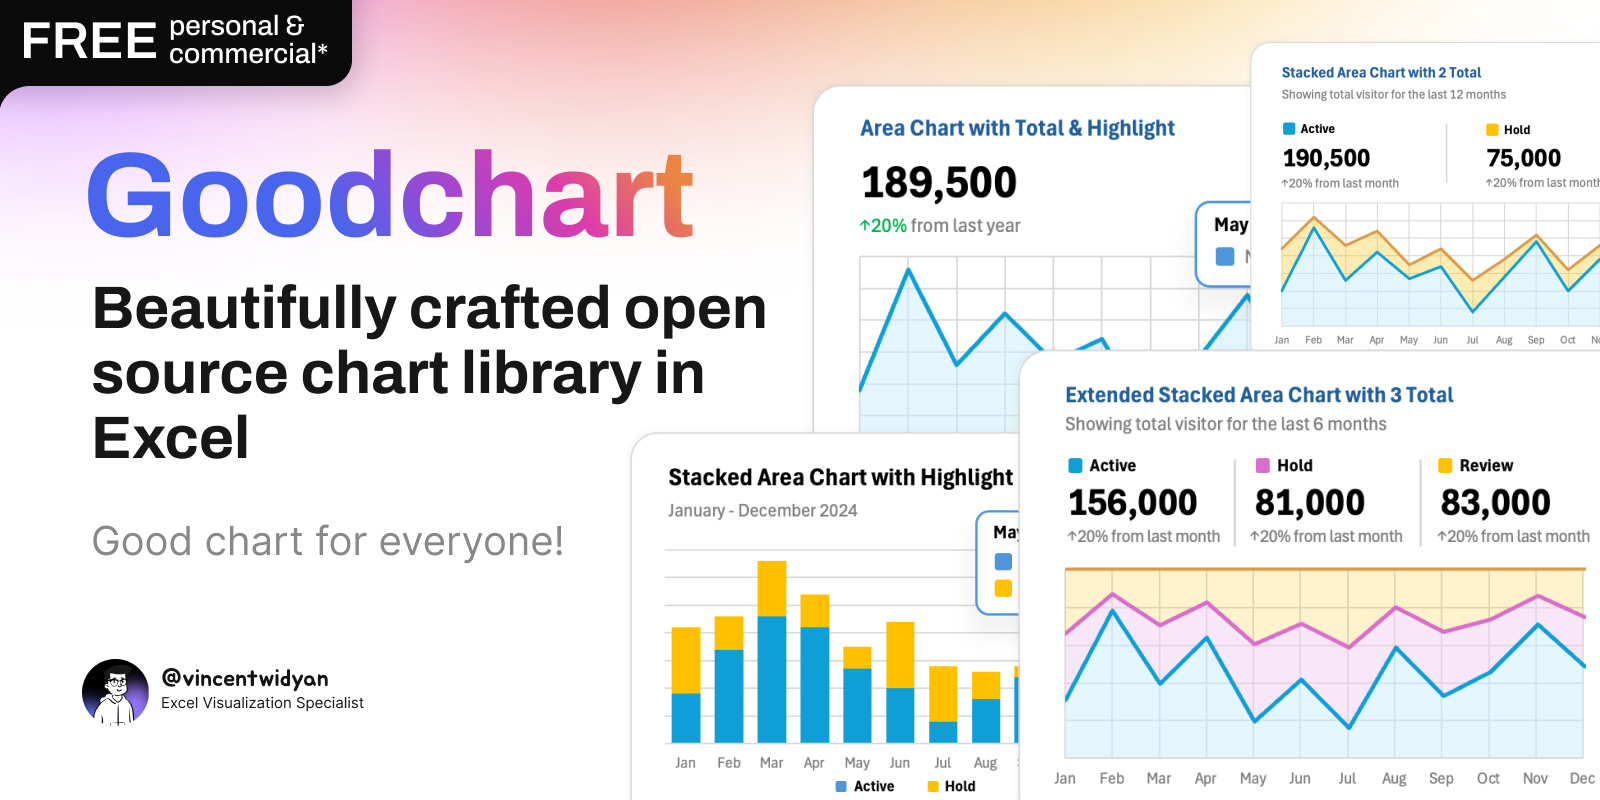 FREE personal &
commercial*
Goodchart
Beautifully crafted open
source chart library in
Excel
Good chart for everyone!
@vincentwidyan
Excel Visualization Specialist
Area Chart with Total & Highlight
189,500
↑20% from last year
May
Stacked Area Chart with 2 Total
Showing total visitor for the last 12 months
Active Hold
190,500 75,000
↑20% from last month ↑20% from last month
Jan Feb Mar Apr May Jun Jul Aug Sep Oct
Stacked Area Chart with Highlight
January - December 2024
May
Jan Feb Mar Apr May Jun Jul Aug
Active Hold
Extended Stacked Area Chart with 3 Total
Showing total visitor for the last 6 months
Active Hold Review
156,000 81,000 83,000
↑20% from last month ↑20% from last month ↑20% from last month
Jan Feb Mar Apr May Jun Jul Aug Sep Oct Nov Dec